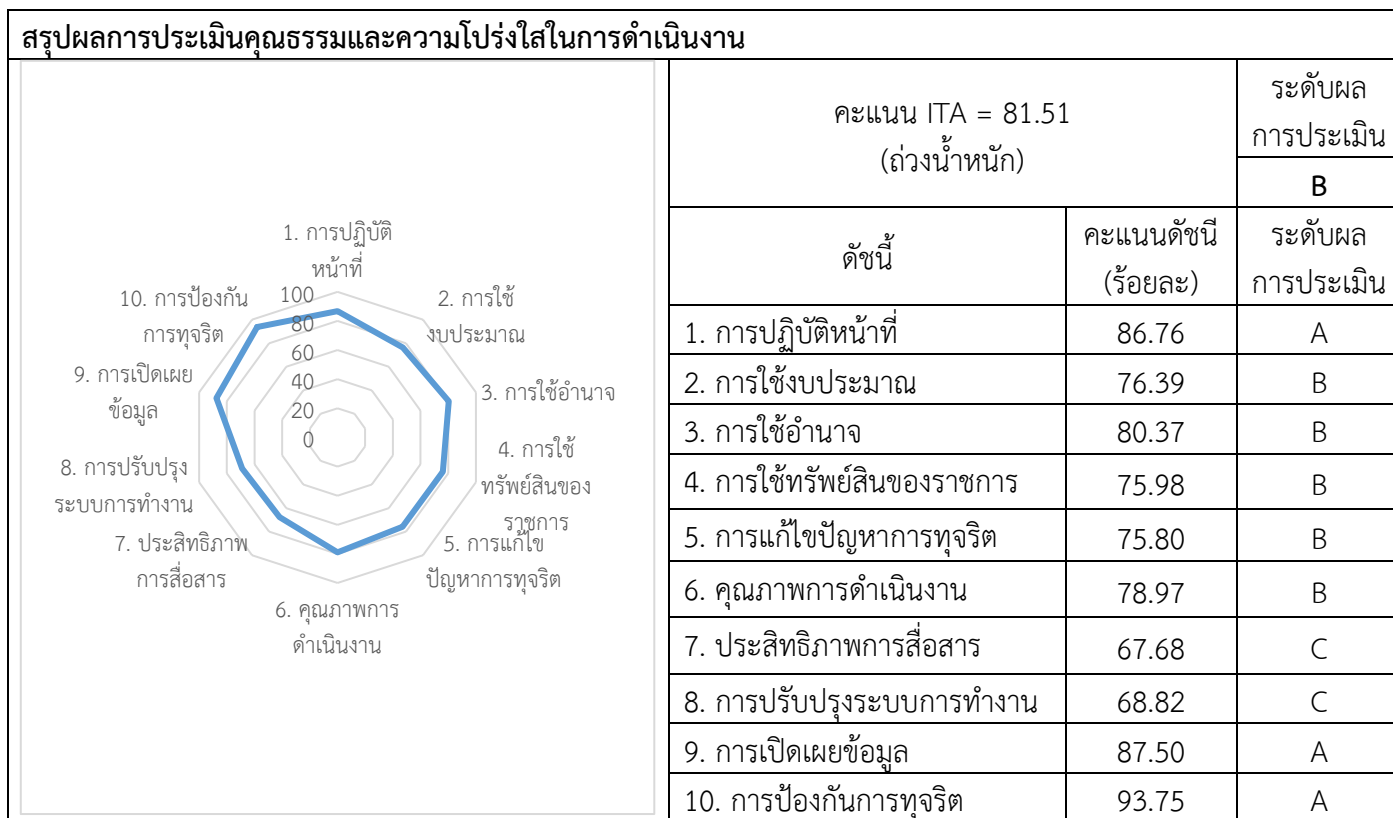 สรุปผลการประเมินคุณธรรมและความโปร่งใสในการดำเนินงาน
1. การปฏิบัติ
หน้าที่
2. การใช้
งบประมาณ
3. การใช้อำนาจ
4. การใช้
ทรัพย์สินของ
ราชการ
5. การแก้ไข
ปัญหาการทุจริต
6. คุณภาพการ
ดำเนินงาน
7. ประสิทธิภาพ
การสื่อสาร
8. การปรับปรุง
ระบบการทำงาน
9. การเปิดเผย
ข้อมูล
10. การป้องกัน
การทุจริต
100
80
60
40
20
0
คะแนน ITA = 81.51
(ถ่วงน้ำหนัก)
ระดับผล
การประเมิน
B
ดัชนี้
คะแนนดัชนี
(ร้อยละ)
ระดับผล
การประเมิน
1. การปฏิบัติหน้าที่ 86.76 A
2. การใช้งบประมาณ 76.39 B
3. การใช้อำนาจ 80.37 B
4. การใช้ทรัพย์สินของราชการ 75.98 B
5. การแก้ไขปัญหาการทุจริต 75.80 B
6. คุณภาพการดำเนินงาน 78.97 B
7. ประสิทธิภาพการสื่อสาร 67.68 C
8. การปรับปรุงระบบการทำงาน 68.82 C
9. การเปิดเผยข้อมูล 87.50 A
10. การป้องกันการทุจริต 93.75 A